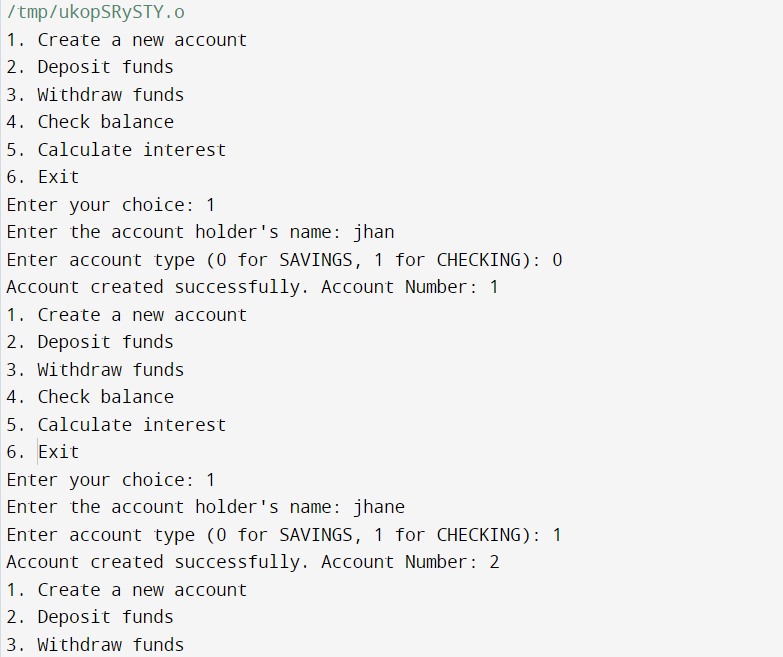 /tmp/ukopSRySTY.o
1. Create a new account
2. Deposit funds
3. Withdraw funds
4. Check balance
5. Calculate interest
6. Exit
Enter your choice: 1
Enter the account holder's name: jhan
Enter account type (0 for SAVINGS, 1 for CHECKING): 0
Account created successfully. Account Number: 1
1. Create a new account
2. Deposit funds
3. Withdraw funds
4. Check balance
5. Calculate interest
6. Exit
Enter your choice: 1
Enter the account holder's name: jhane
Enter account type (0 for SAVINGS, 1 for CHECKING): 1
Account created successfully. Account Number: 2
1. Create a new account
2. Deposit funds
3. Withdraw funds